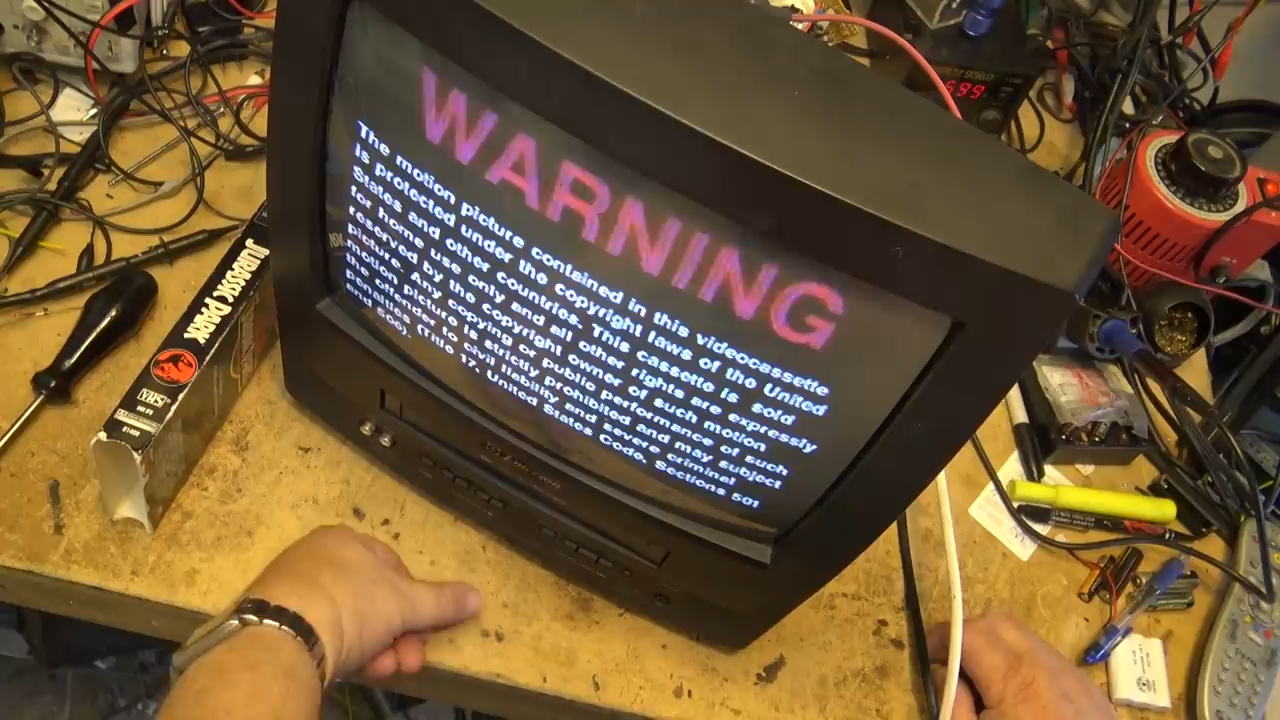 WARNING
The motion picture contained in this videocassette
is protected under the copyright laws of the United
States and other countries. This cassette is sold
for home use only and all other rights are expressly
reserved by the copyright owner of such motion
picture. Any copying or public performance of such
motion picture is strictly prohibited and may subject
the offender to civil liability and severe criminal
penalties. (Title 17, United States Code, Sections 501
and 506).
JURASSIC PARK
VHS
HI-FI
599